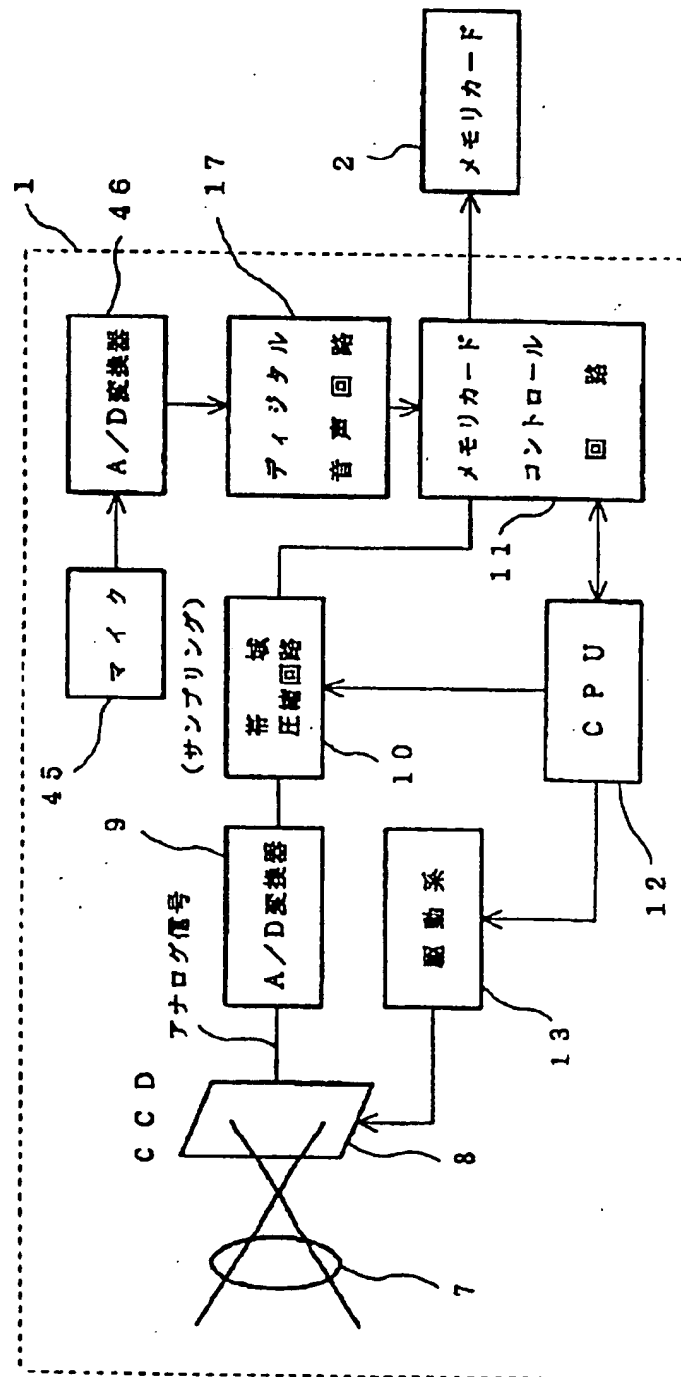 1
45
マイク
A/D変換器
46
ディジタル
音声回路
17
CCD
アナログ信号
9
A/D変換器
(サンプリング)
帯域
圧縮回路
10
メモリカード
コントロール
回路
11
2
メモリカード
7
8
駆動系
13
CPU
12